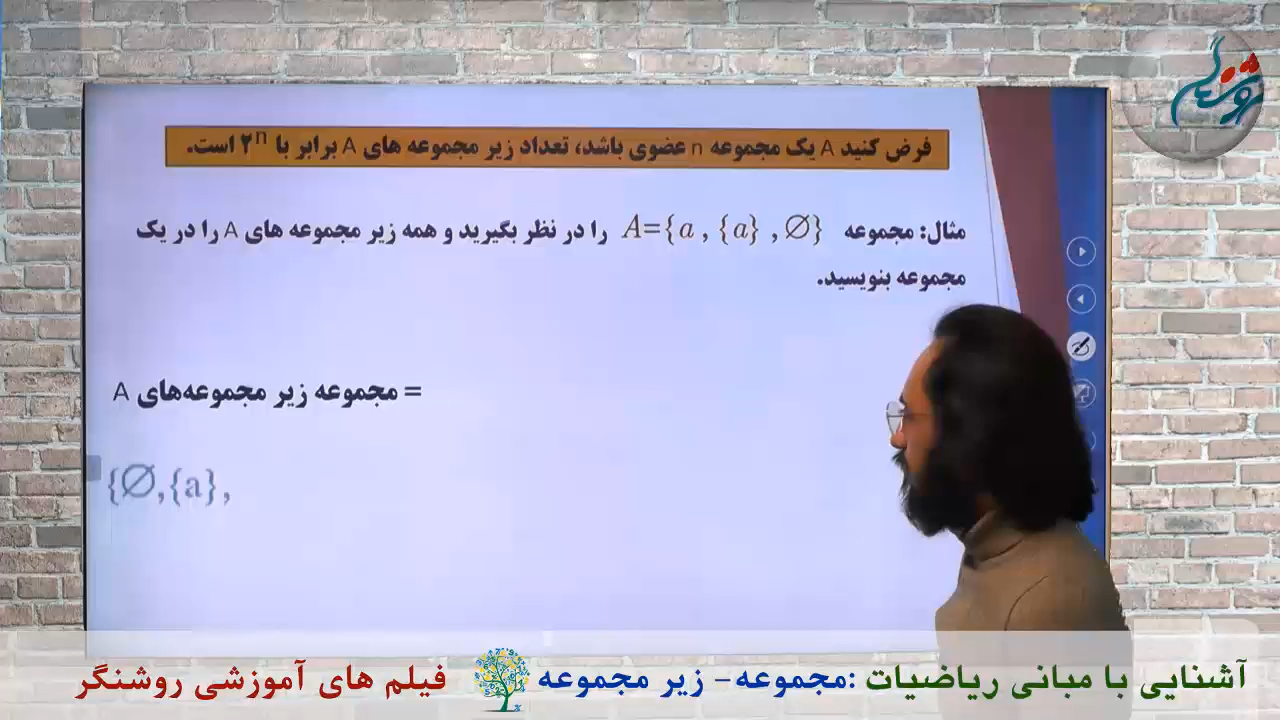 روشنگر
فرض کنید A یک مجموعه n عضوی باشد، تعداد زیر مجموعه های A برابر با ۲ⁿ است.
مثال: مجموعه A={a , {a} ,∅} را در نظر بگیرید و همه زیر مجموعه های A را در یک
مجموعه بنویسید.
= مجموعه زیر مجموعه‌های A
{∅,{a},
آشنایی با مبانی ریاضیات :مجموعه- زیر مجموعه فیلم های آموزشی روشنگر